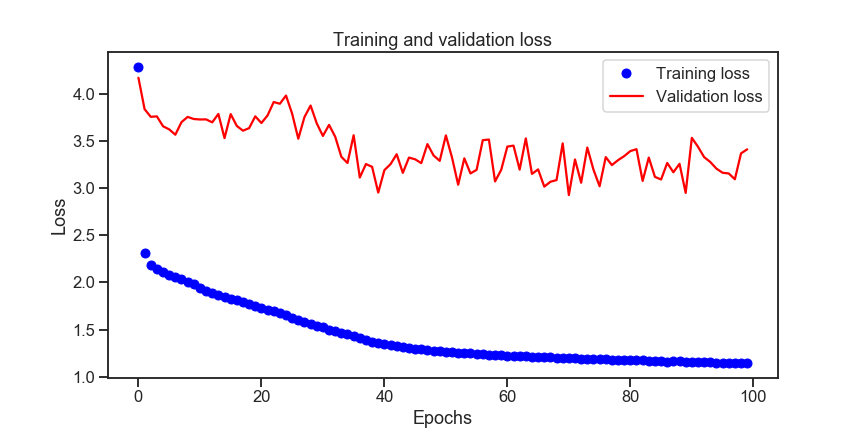 Training and validation loss
Training loss
Validation loss
4.0
3.5
3.0
2.5
2.0
1.5
1.0
Loss
0 20 40 60 80 100
Epochs